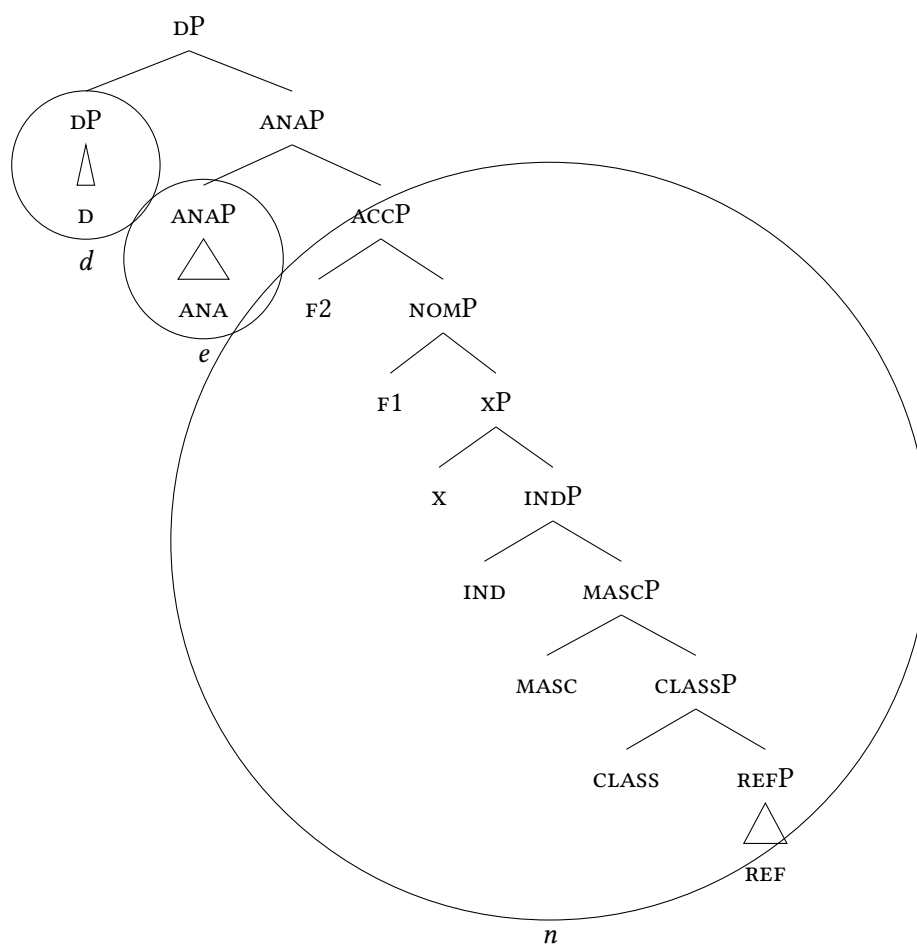 DP
DP ANAP
D ANAP ACCP
d
ANA F2 NOMP
e
F1 XP
X INDP
IND MASCP
MASC CLASSP
CLASS REFP
REF
n